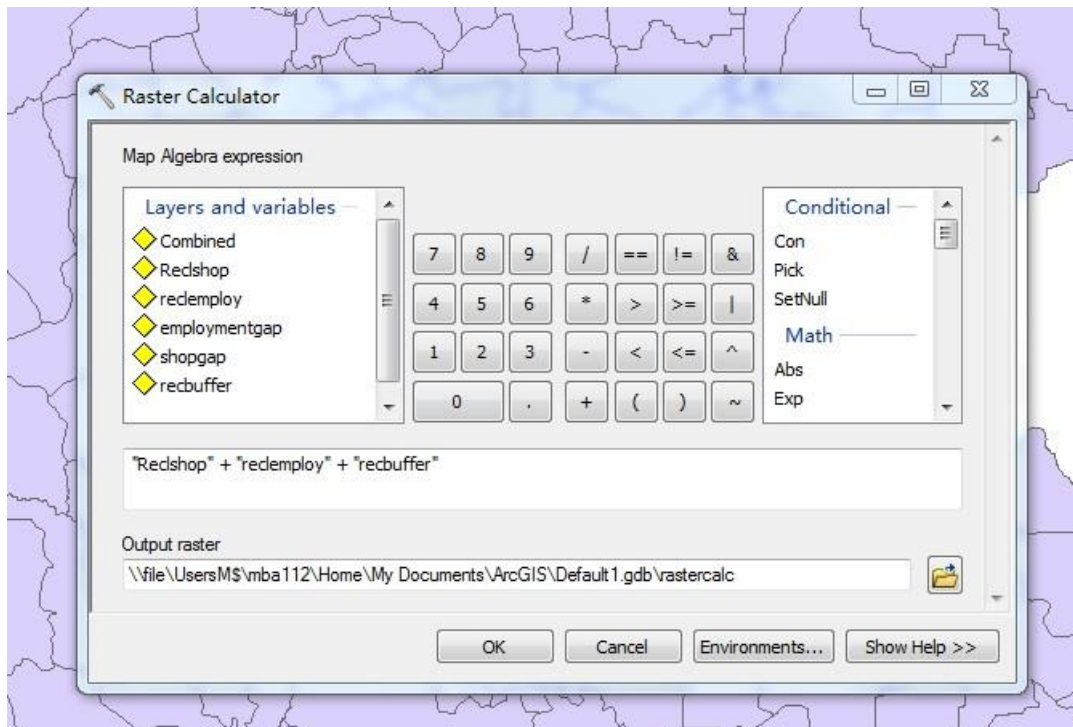 Raster Calculator
Map Algebra expression
Layers and variables
Combined
Reclshop
reclemploy
employmentgap
shopgap
recbuffer
7 8 9 / == != &
4 5 6 * > >= |
1 2 3 - < <= ^
0 . + ( ) ~
Conditional
Con
Pick
SetNull
Math
Abs
Exp
"Reclshop" + "reclemploy" + "recbuffer"
Output raster
\\file\UsersM$\mba112\Home\My Documents\ArcGIS\Default1.gdb\rastercalc
OK Cancel Environments... Show Help >>